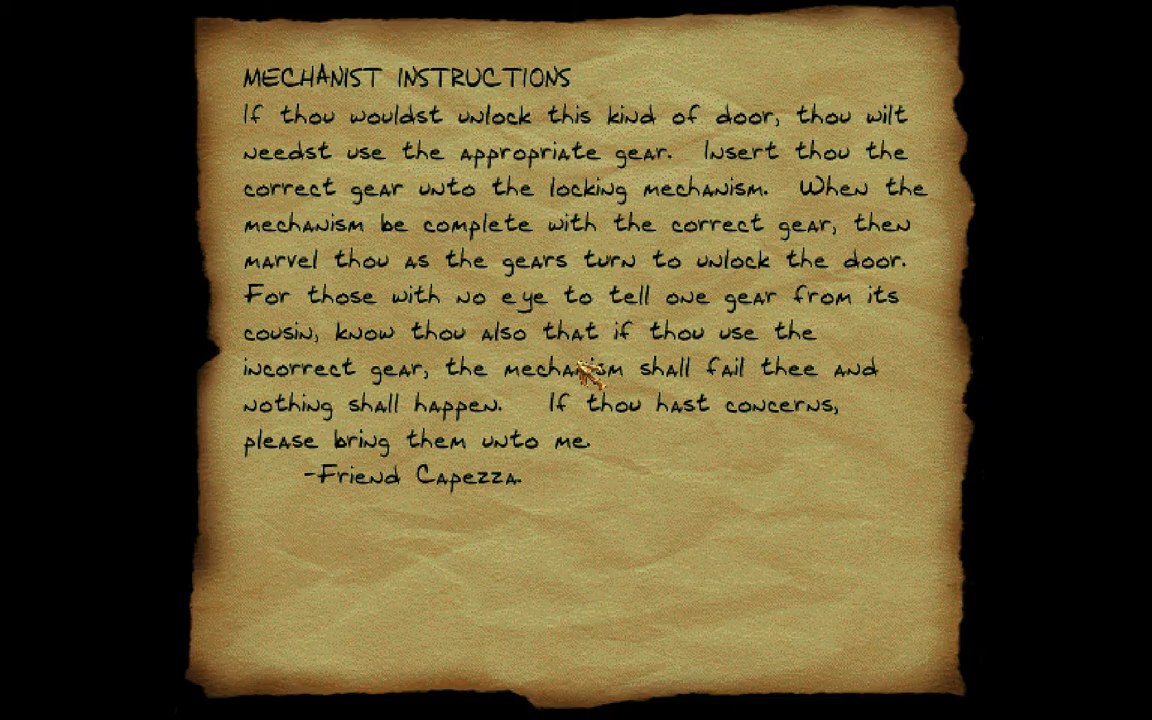 MECHANIST INSTRUCTIONS
If thou wouldst unlock this kind of door, thou wilt
needst use the appropriate gear.  Insert thou the
correct gear unto the locking mechanism.  When the
mechanism be complete with the correct gear, then
marvel thou as the gears turn to unlock the door.
For those with no eye to tell one gear from its
cousin, know thou also that if thou use the
incorrect gear, the mechanism shall fail thee and
nothing shall happen.   If thou hast concerns,
please bring them unto me.
-Friend Capezza.